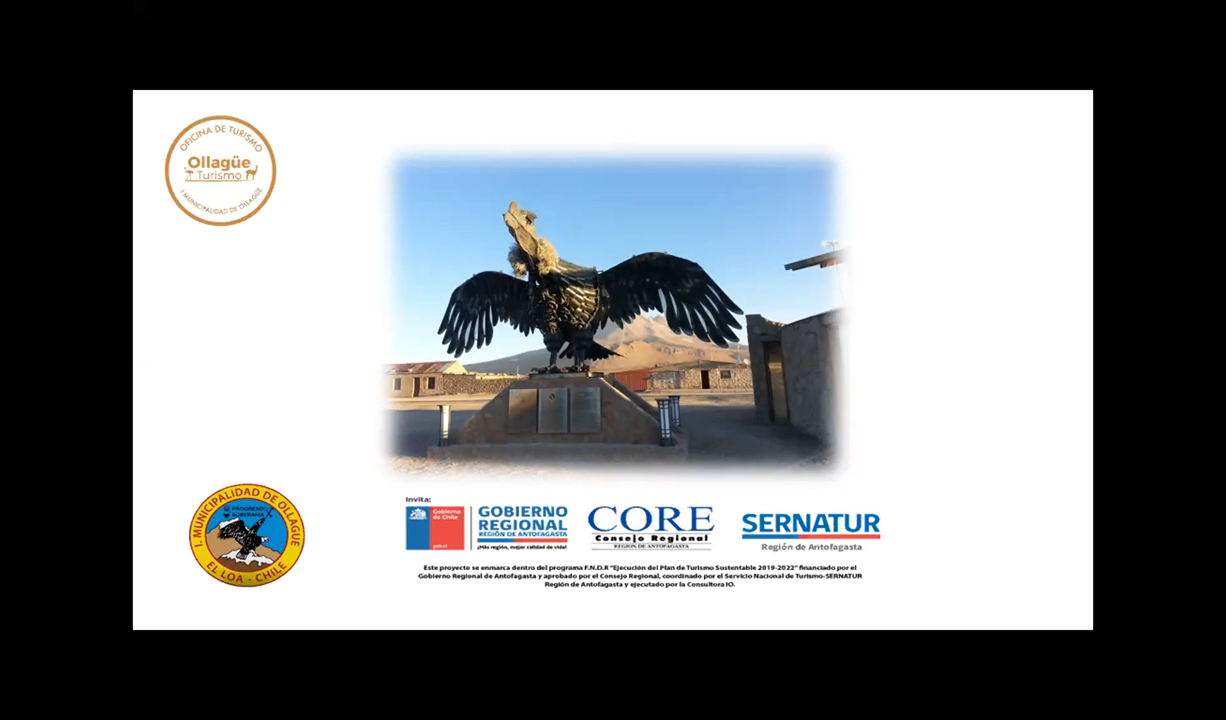 OFICINA DE TURISMO
Ollagüe
Turismo
I MUNICIPALIDAD DE OLLAGÜE
I. MUNICIPALIDAD DE OLLAGUE
PROGRESO
SOBERANIA
EL LOA - CHILE
Invita:
Gobierno
de Chile
gob.cl
GOBIERNO
REGIONAL
REGIÓN DE ANTOFAGASTA
¡Más región, mejor calidad de vida!
CORE
Consejo Regional
REGIÓN DE ANTOFAGASTA
SERNATUR
Región de Antofagasta
Este proyecto se enmarca dentro del programa F.N.D.R "Ejecución del Plan de Turismo Sustentable 2019-2022" financiado por el
Gobierno Regional de Antofagasta y aprobado por el Consejo Regional, coordinado por el Servicio Nacional de Turismo-SERNATUR
Región de Antofagasta y ejecutado por la Consultora IO.